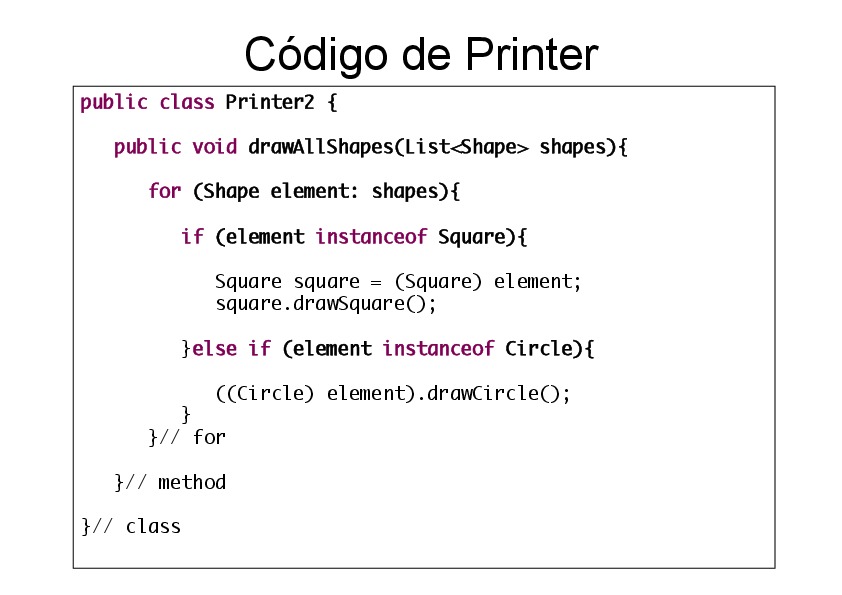 Código de Printer
public class Printer2 {
public void drawAllShapes(List<Shape> shapes){
for (Shape element: shapes){
if (element instanceof Square){
Square square = (Square) element;
square.drawSquare();
}else if (element instanceof Circle){
((Circle) element).drawCircle();
}
}// for
}// method
}// class